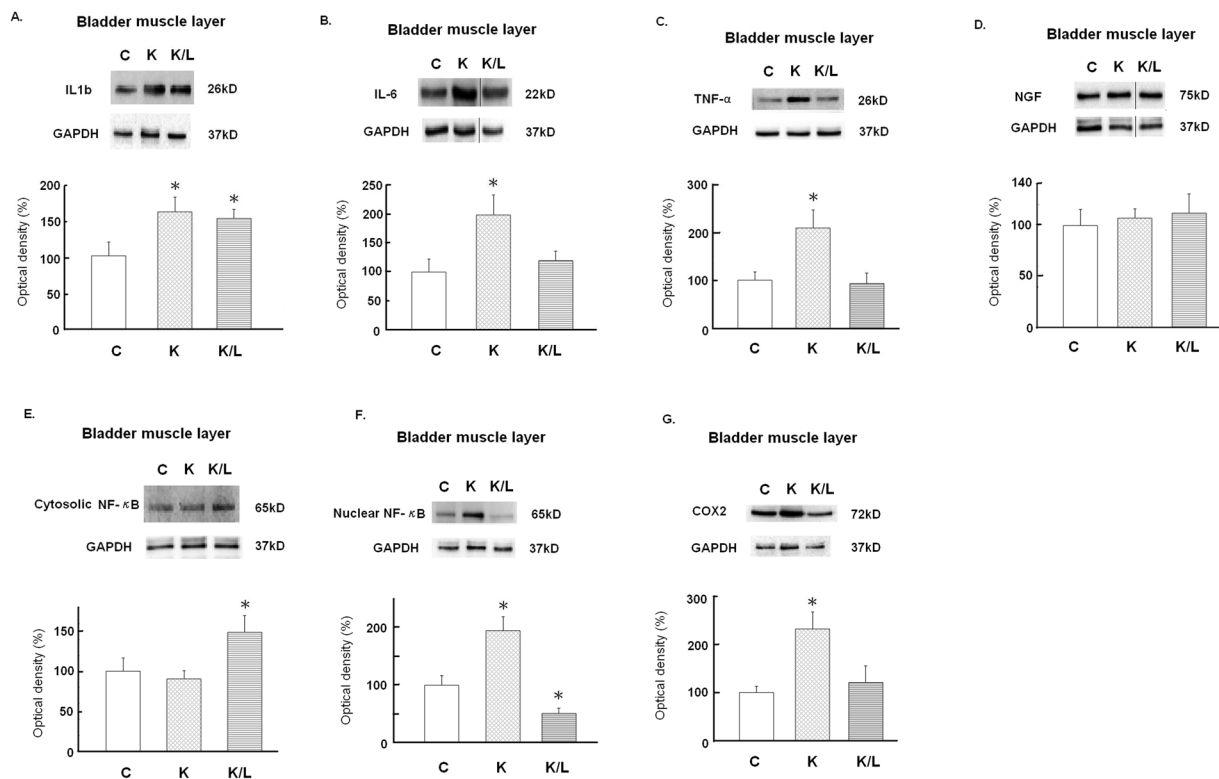 A.
Bladder muscle layer
C K K/L
IL1b 26kD
GAPDH 37kD
Optical density (%)
200
150
100
50
0
* *
C K K/L
B.
Bladder muscle layer
C K K/L
IL-6 22kD
GAPDH 37kD
Optical density (%)
250
200
150
100
50
0
*
C K K/L
C.
Bladder muscle layer
C K K/L
TNF-α 26kD
GAPDH 37kD
Optical density (%)
300
200
100
0
*
C K K/L
D.
Bladder muscle layer
C K K/L
NGF 75kD
GAPDH 37kD
Optical density (%)
140
100
50
0
C K K/L
E.
Bladder muscle layer
C K K/L
Cytosolic NF-κB 65kD
GAPDH 37kD
Optical density (%)
150
100
50
0
*
C K K/L
F.
Bladder muscle layer
C K K/L
Nuclear NF-κB 65kD
GAPDH 37kD
Optical density (%)
200
100
0
* *
C K K/L
G.
Bladder muscle layer
C K K/L
COX2 72kD
GAPDH 37kD
Optical density (%)
300
200
100
0
*
C K K/L